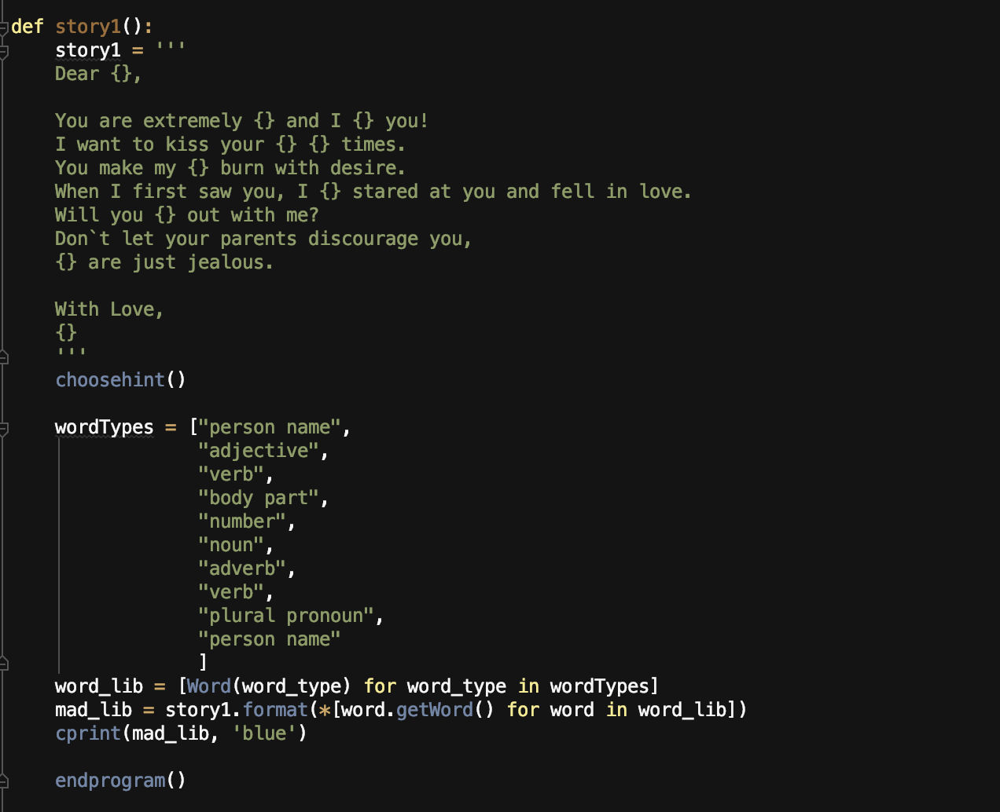 def story1():
    story1 = '''
    Dear {},

    You are extremely {} and I {} you!
    I want to kiss your {} {} times.
    You make my {} burn with desire.
    When I first saw you, I {} stared at you and fell in love.
    Will you {} out with me?
    Don`t let your parents discourage you,
    {} are just jealous.

    With Love,
    {}
    '''
    choosehint()

    wordTypes = ["person name",
                 "adjective",
                 "verb",
                 "body part",
                 "number",
                 "noun",
                 "adverb",
                 "verb",
                 "plural pronoun",
                 "person name"
                 ]
    word_lib = [Word(word_type) for word_type in wordTypes]
    mad_lib = story1.format(*[word.getWord() for word in word_lib])
    cprint(mad_lib, 'blue')

    endprogram()